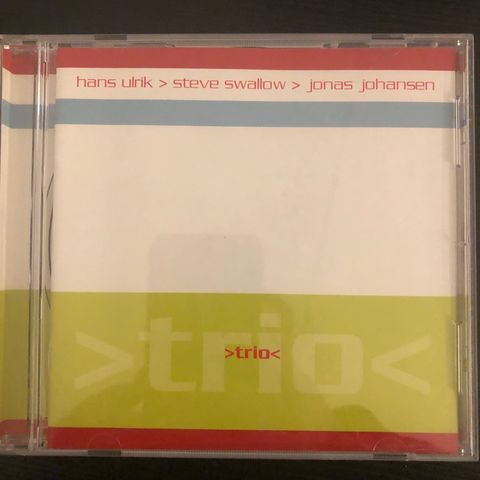 hans ulrik > steve swallow > jonas johansen
>trio<
>trio<